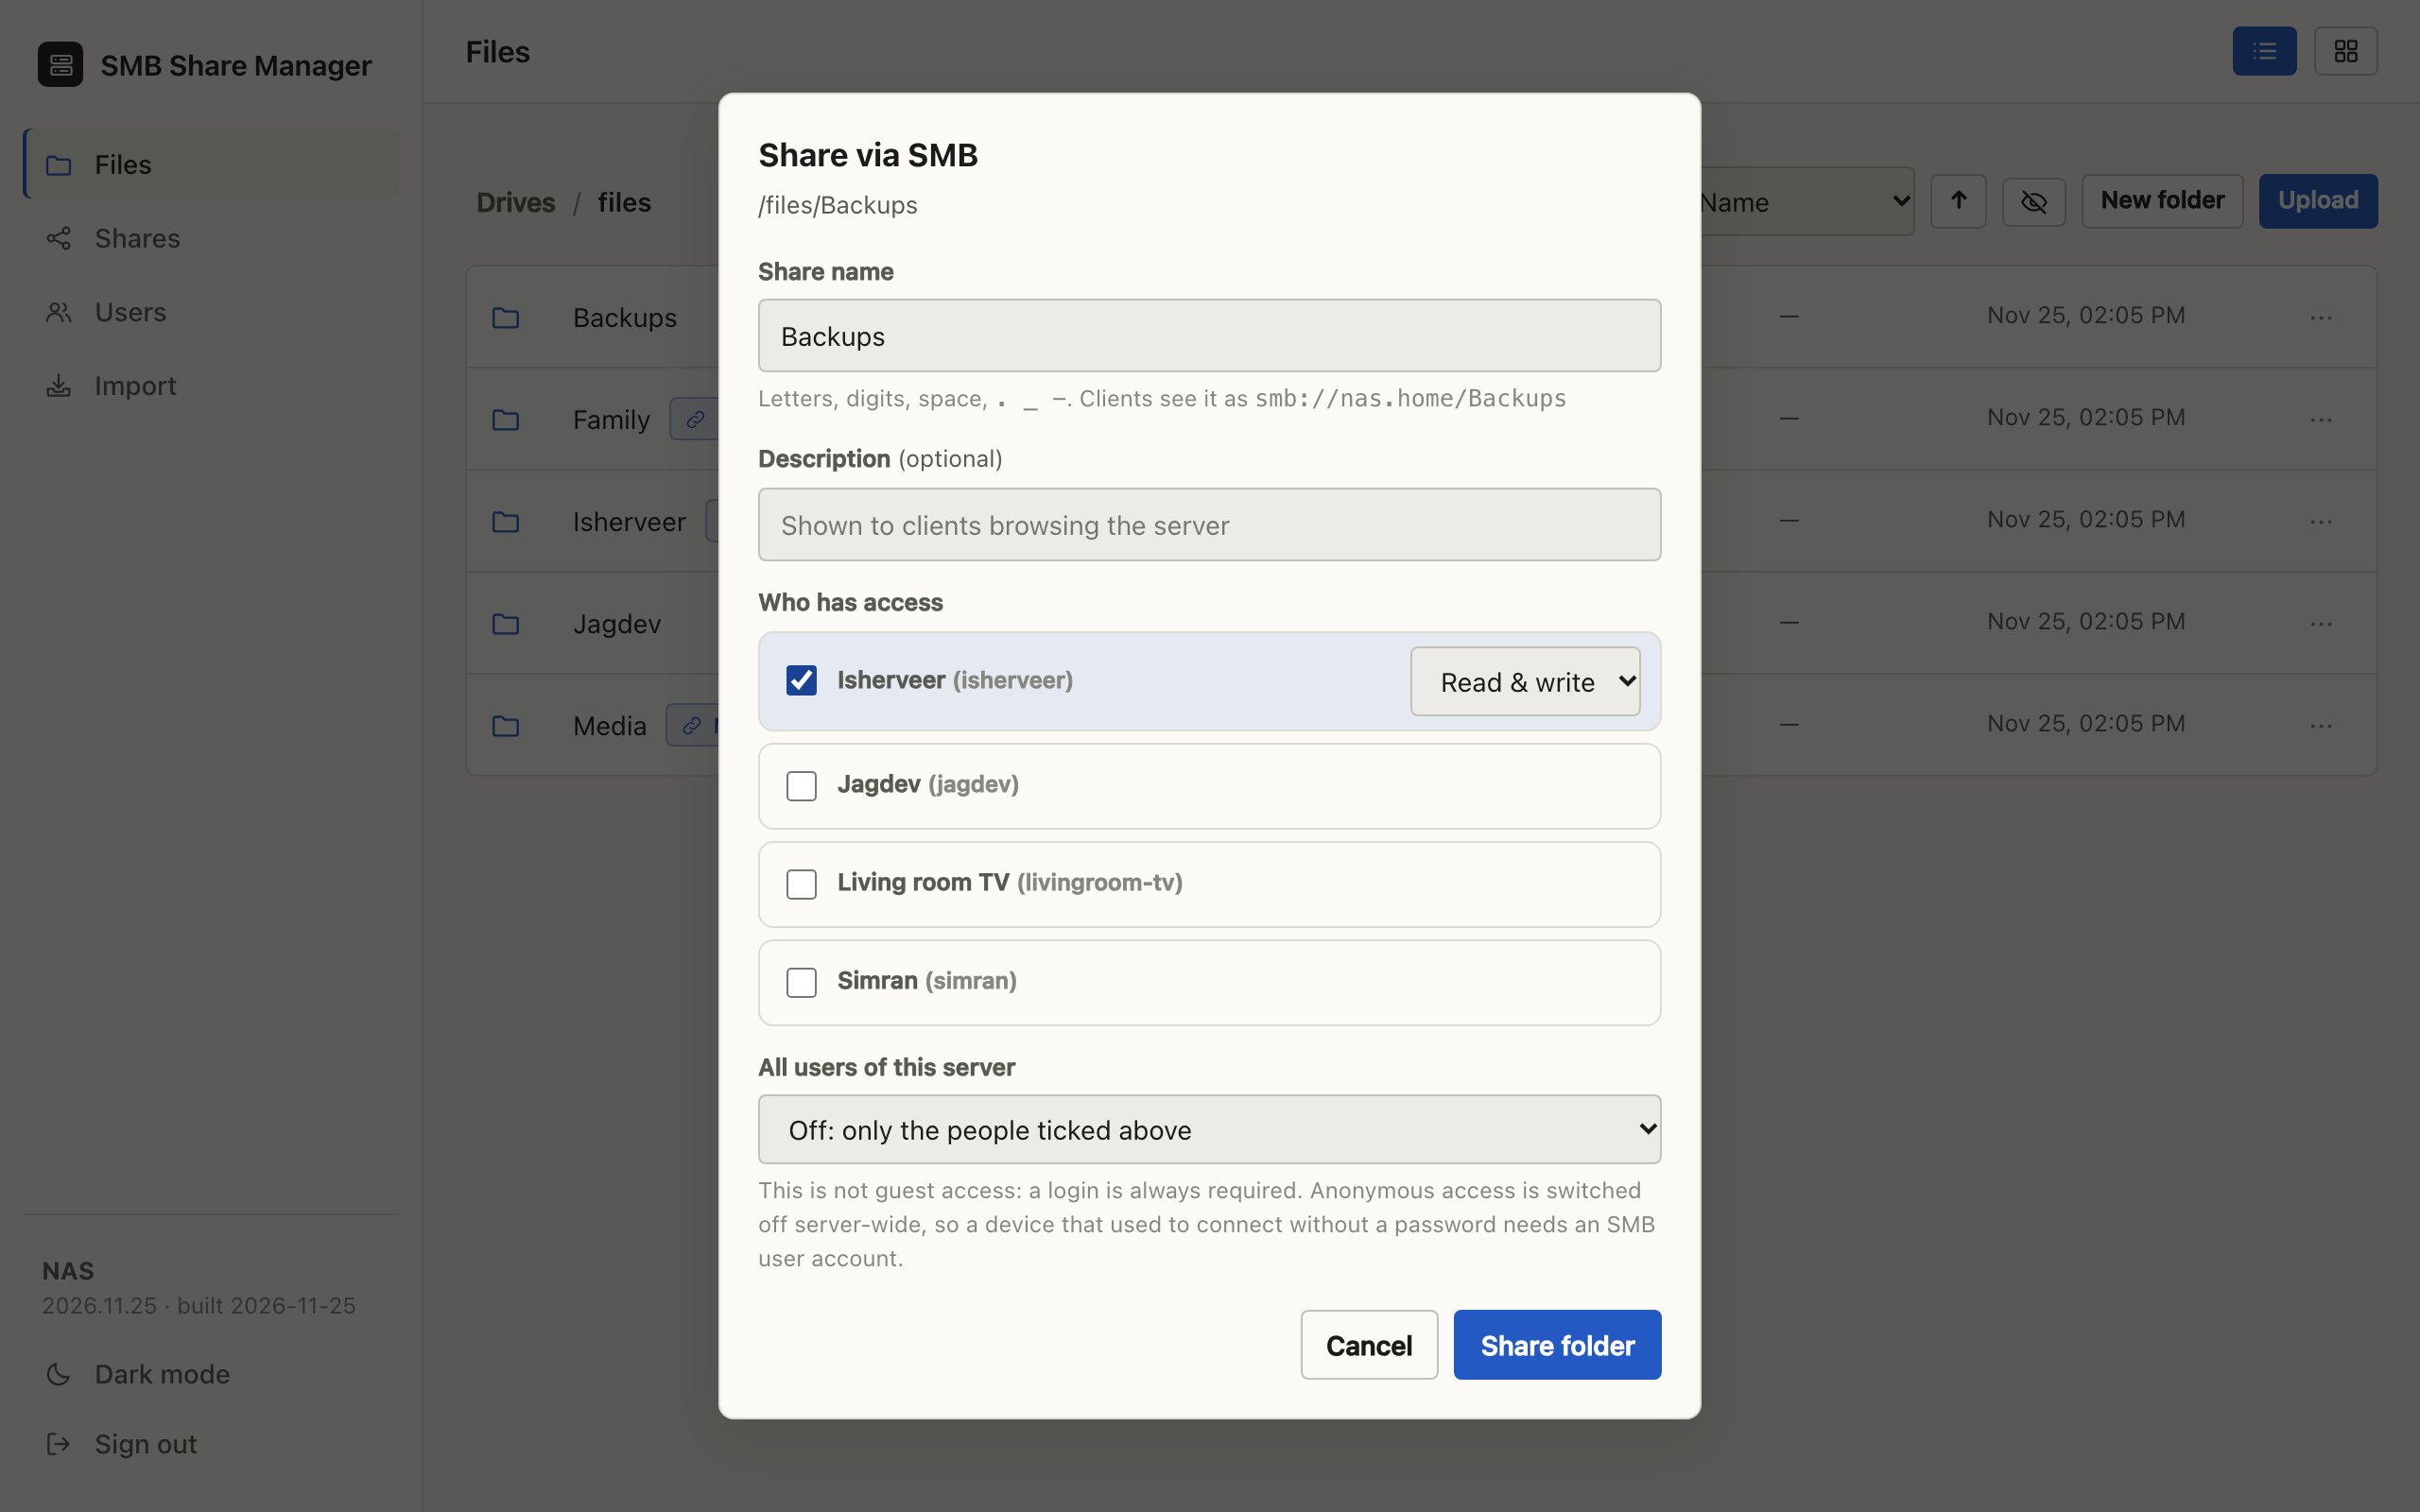 SMB Share Manager
Files
Shares
Users
Import
NAS
2026.11.25 · built 2026-11-25
Dark mode
Sign out
Files
Drives / files
Name
New folder
Upload
Backups — Nov 25, 02:05 PM ...
Family — Nov 25, 02:05 PM ...
Isherveer — Nov 25, 02:05 PM ...
Jagdev — Nov 25, 02:05 PM ...
Media — Nov 25, 02:05 PM ...
Share via SMB
/files/Backups
Share name
Backups
Letters, digits, space, . _ -. Clients see it as smb://nas.home/Backups
Description (optional)
Shown to clients browsing the server
Who has access
Isherveer (isherveer) Read & write
Jagdev (jagdev)
Living room TV (livingroom-tv)
Simran (simran)
All users of this server
Off: only the people ticked above
This is not guest access: a login is always required. Anonymous access is switched
off server-wide, so a device that used to connect without a password needs an SMB
user account.
Cancel
Share folder